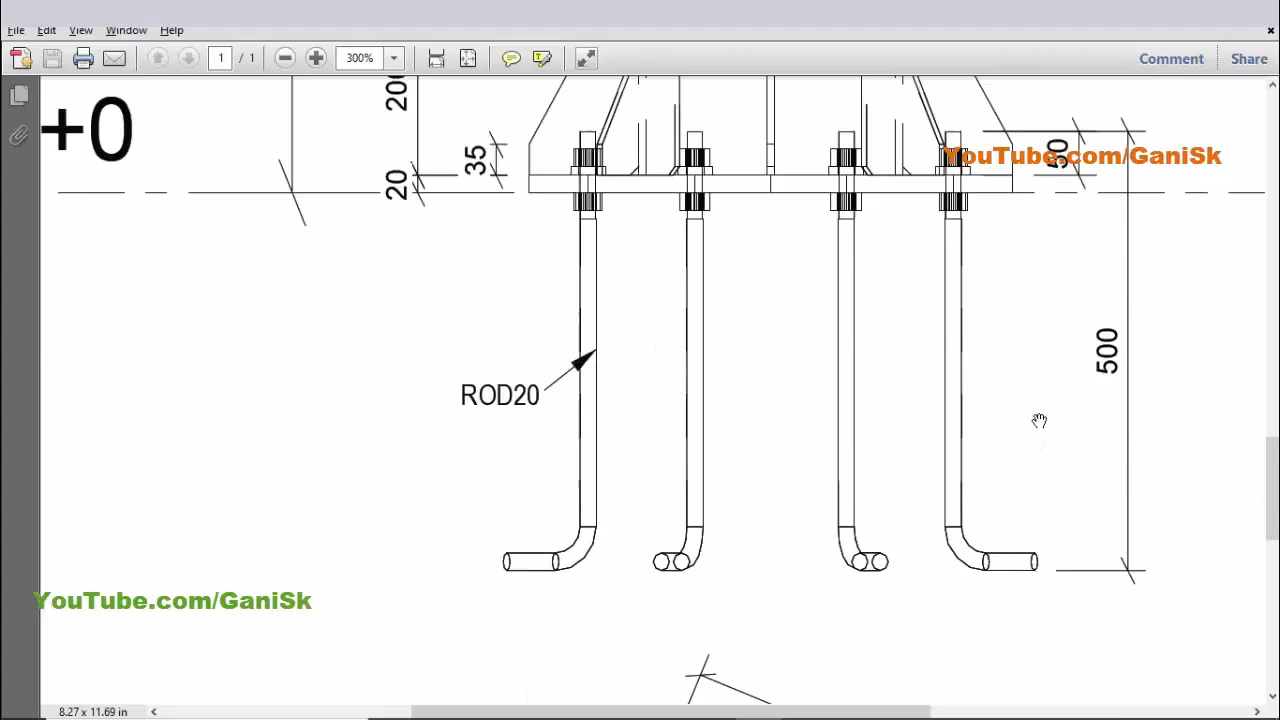 File Edit View Window Help
1 / 1 300% Comment Share
+0
200
35
20
50
YouTube.com/GaniSk
500
ROD20
YouTube.com/GaniSk
8.27 x 11.69 in